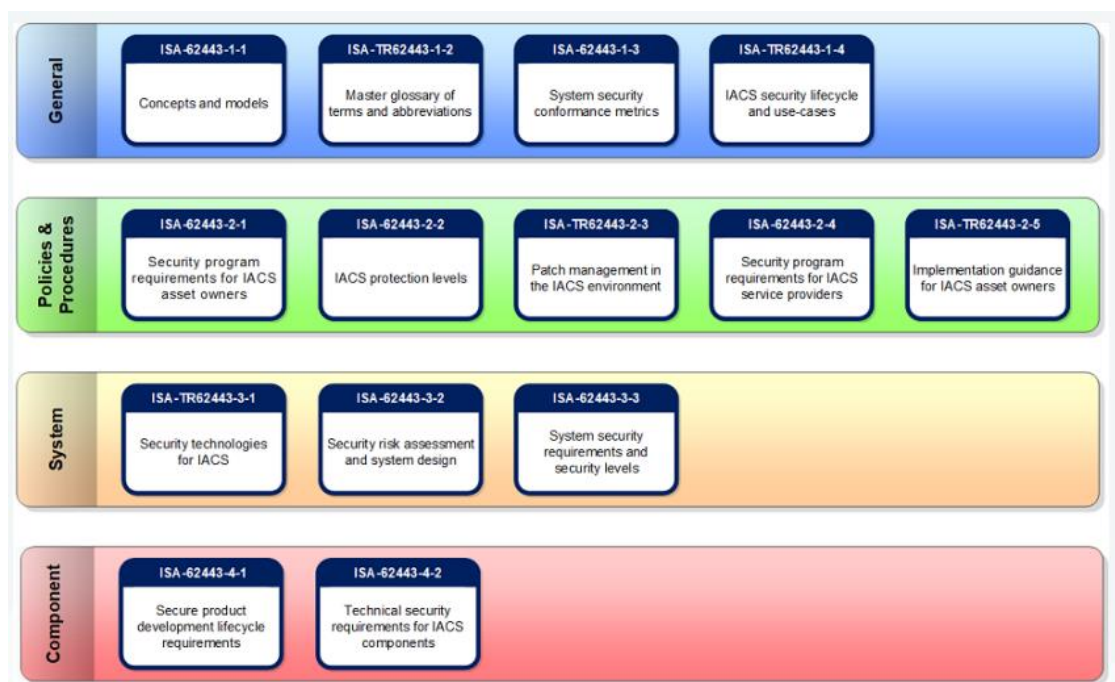 General
ISA-62443-1-1
Concepts and models
ISA-TR62443-1-2
Master glossary of
terms and abbreviations
ISA-62443-1-3
System security
conformance metrics
ISA-TR62443-1-4
IACS security lifecycle
and use-cases
Policies &
Procedures
ISA-62443-2-1
Security program
requirements for IACS
asset owners
ISA-62443-2-2
IACS protection levels
ISA-TR62443-2-3
Patch management in
the IACS environment
ISA-62443-2-4
Security program
requirements for IACS
service providers
ISA-TR62443-2-5
Implementation guidance
for IACS asset owners
System
ISA-TR62443-3-1
Security technologies
for IACS
ISA-62443-3-2
Security risk assessment
and system design
ISA-62443-3-3
System security
requirements and
security levels
Component
ISA-62443-4-1
Secure product
development lifecycle
requirements
ISA-62443-4-2
Technical security
requirements for IACS
components